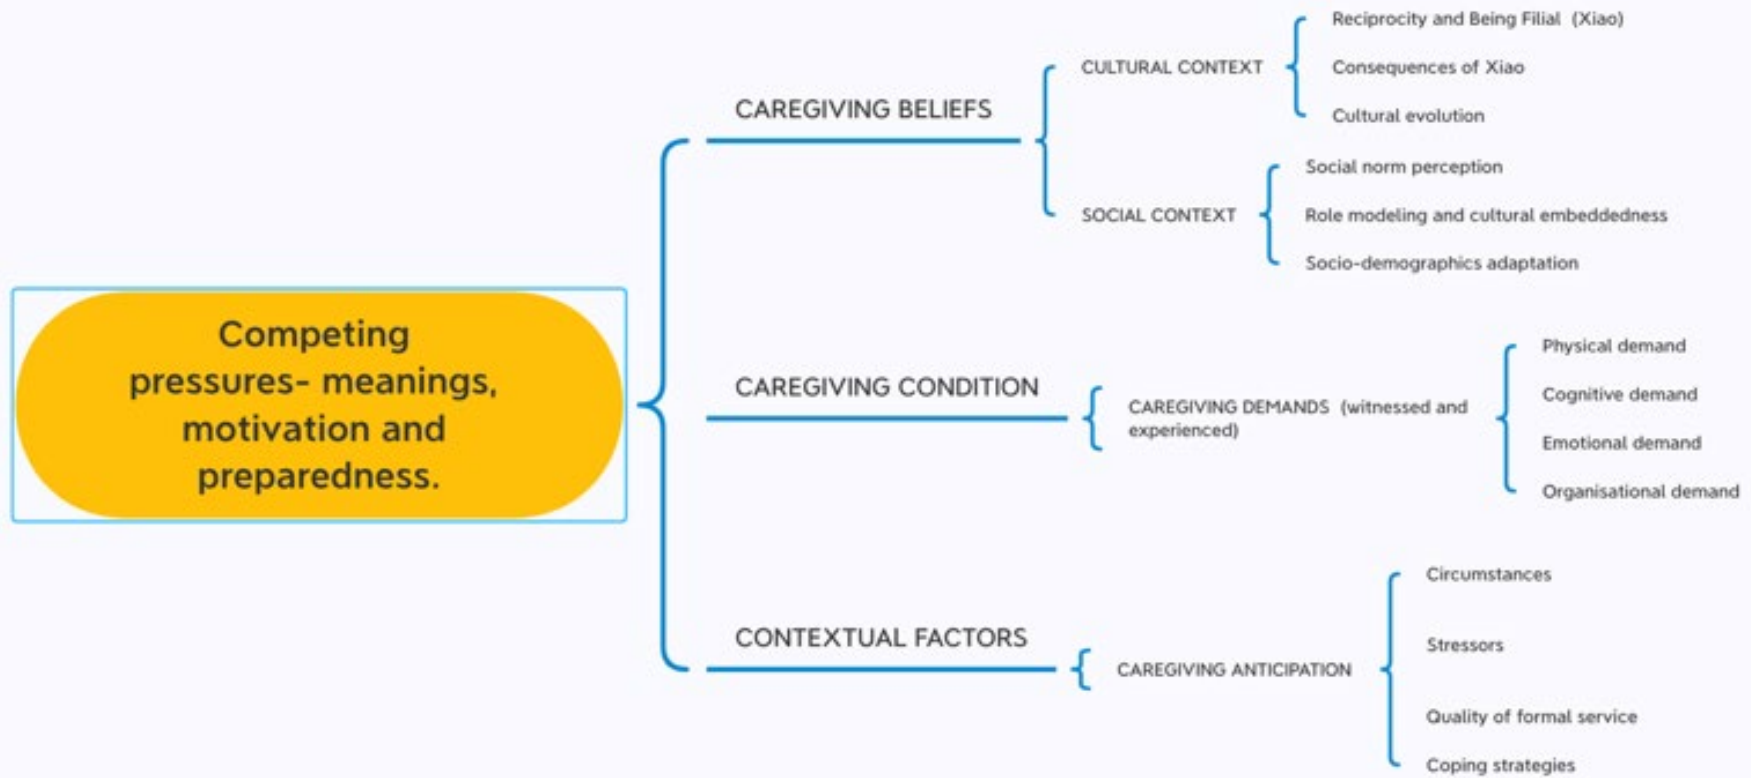 Competing
pressures- meanings,
motivation and
preparedness.
CAREGIVING BELIEFS
CULTURAL CONTEXT
Reciprocity and Being Filial (Xiao)
Consequences of Xiao
Cultural evolution
SOCIAL CONTEXT
Social norm perception
Role modeling and cultural embeddedness
Socio-demographics adaptation
CAREGIVING CONDITION
CAREGIVING DEMANDS (witnessed and
experienced)
Physical demand
Cognitive demand
Emotional demand
Organisational demand
CONTEXTUAL FACTORS
CAREGIVING ANTICIPATION
Circumstances
Stressors
Quality of formal service
Coping strategies